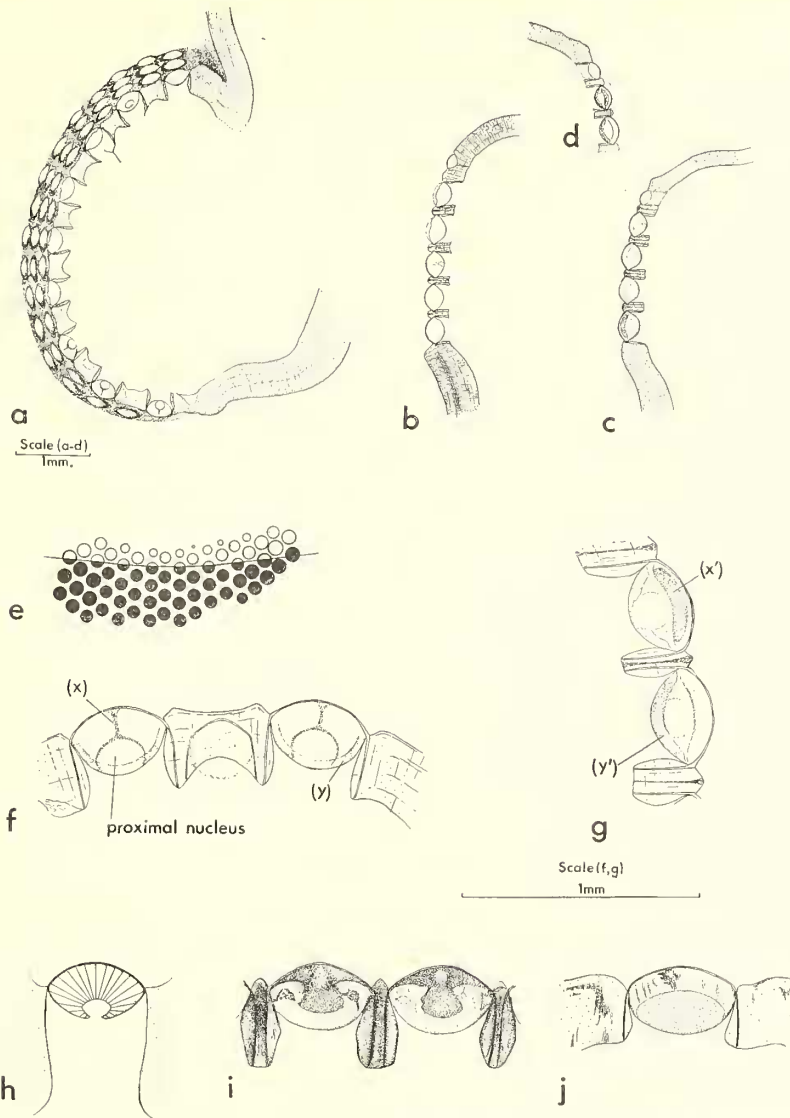 a
b
c
d
Scale (a-d)
1mm.
e
(x)
(y)
proximal nucleus
f
(x')
(y')
g
Scale (f,g)
1mm
h
i
j